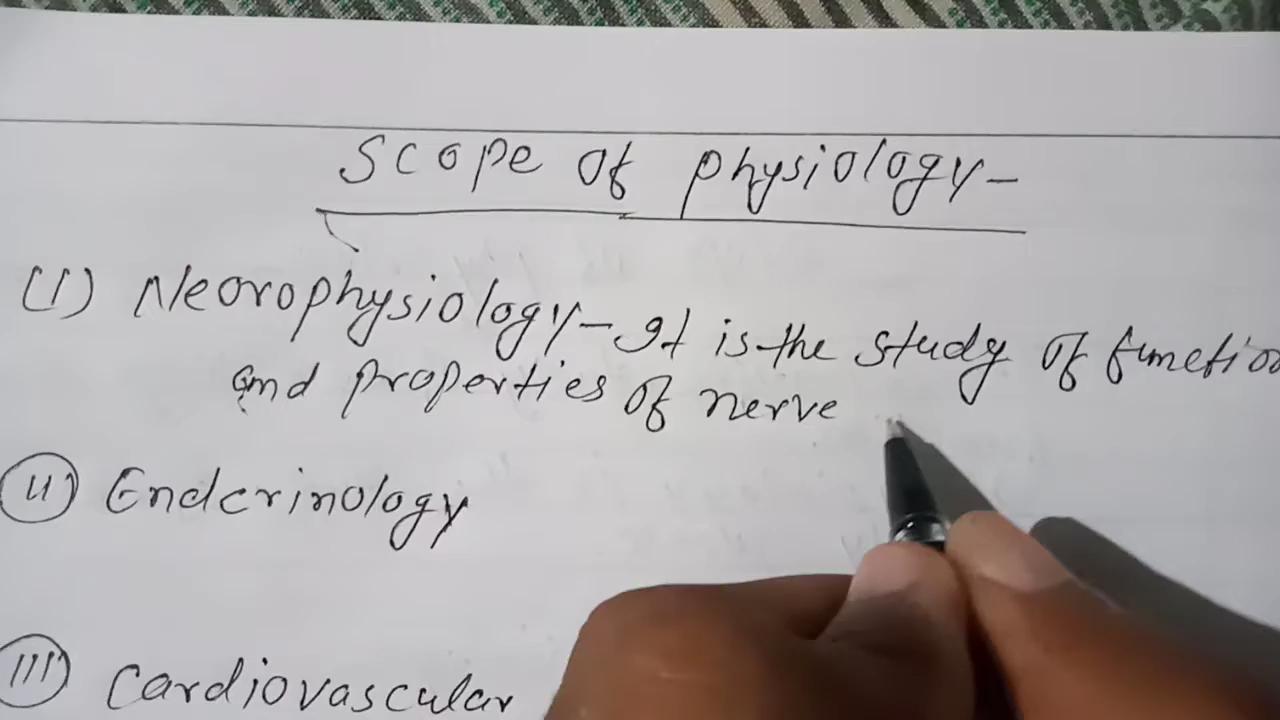 Scope of physiology-
(I) Neorophysiology- It is the study of function
and properties of nerve
(II) Endcrinology
(III) Cardiovascular